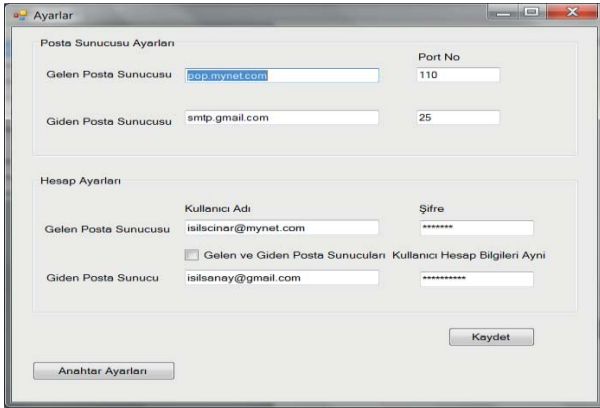 Ayarlar
Posta Sunucusu Ayarları
Port No
Gelen Posta Sunucusu pop.mynet.com 110
Giden Posta Sunucusu smtp.gmail.com 25
Hesap Ayarları
Kullanıcı Adı Şifre
Gelen Posta Sunucusu isilscinar@mynet.com *******
Gelen ve Giden Posta Sunucuları Kullanıcı Hesap Bilgileri Ayni
Giden Posta Sunucu isilsanay@gmail.com **********
Kaydet
Anahtar Ayarları